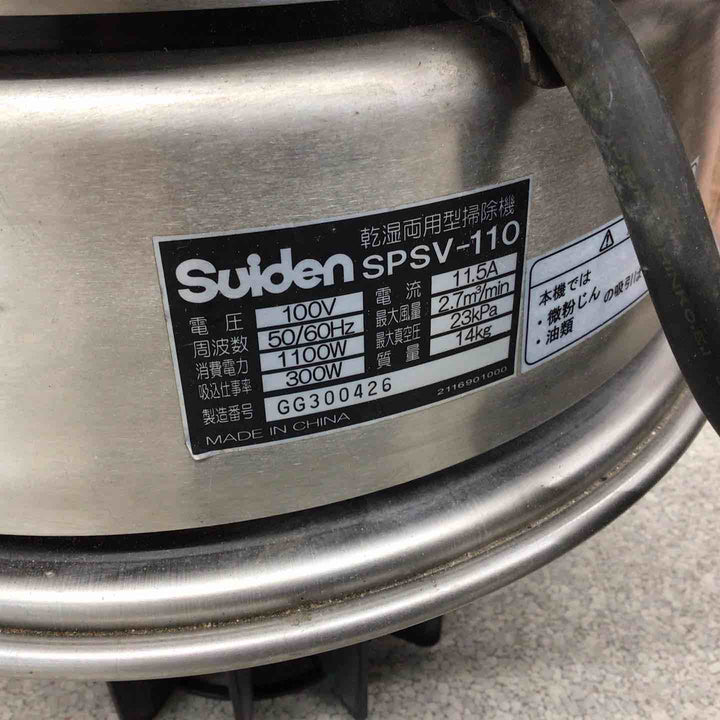 乾湿両用型掃除機
Suiden SPSV-110
電圧 100V 電流 11.5A
周波数 50/60Hz 最大風量 2.7m³/min
消費電力 1100W 最大真空圧 23kPa
吸込仕事率 300W 質量 14kg
製造番号 GG300426 2116901000
MADE IN CHINA
本機では
・微粉じん
・油類
の吸引は